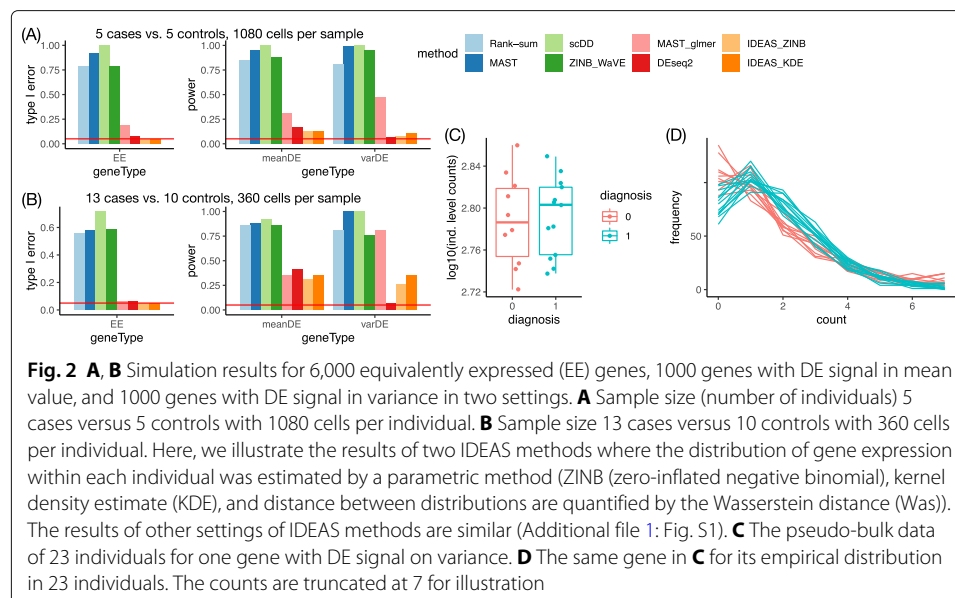 (A)
5 cases vs. 5 controls, 1080 cells per sample
type I error
1.00
0.75
0.50
0.25
0.00
EE
geneType
power
1.00
0.75
0.50
0.25
0.00
meanDE
varDE
geneType
method
Rank−sum
MAST
scDD
ZINB_WaVE
MAST_glmer
DEseq2
IDEAS_ZINB
IDEAS_KDE
(B)
13 cases vs. 10 controls, 360 cells per sample
type I error
0.6
0.4
0.2
0.0
EE
geneType
power
1.00
0.75
0.50
0.25
0.00
meanDE
varDE
geneType
(C)
log10(ind. level counts)
2.84
2.80
2.76
2.72
0
1
diagnosis
diagnosis
0
1
(D)
frequency
50
0
0
2
4
6
count
Fig. 2 A, B Simulation results for 6,000 equivalently expressed (EE) genes, 1000 genes with DE signal in mean
value, and 1000 genes with DE signal in variance in two settings. A Sample size (number of individuals) 5
cases versus 5 controls with 1080 cells per individual. B Sample size 13 cases versus 10 controls with 360 cells
per individual. Here, we illustrate the results of two IDEAS methods where the distribution of gene expression
within each individual was estimated by a parametric method (ZINB (zero-inflated negative binomial), kernel
density estimate (KDE), and distance between distributions are quantified by the Wasserstein distance (Was)).
The results of other settings of IDEAS methods are similar (Additional file 1: Fig. S1). C The pseudo-bulk data
of 23 individuals for one gene with DE signal on variance. D The same gene in C for its empirical distribution
in 23 individuals. The counts are truncated at 7 for illustration